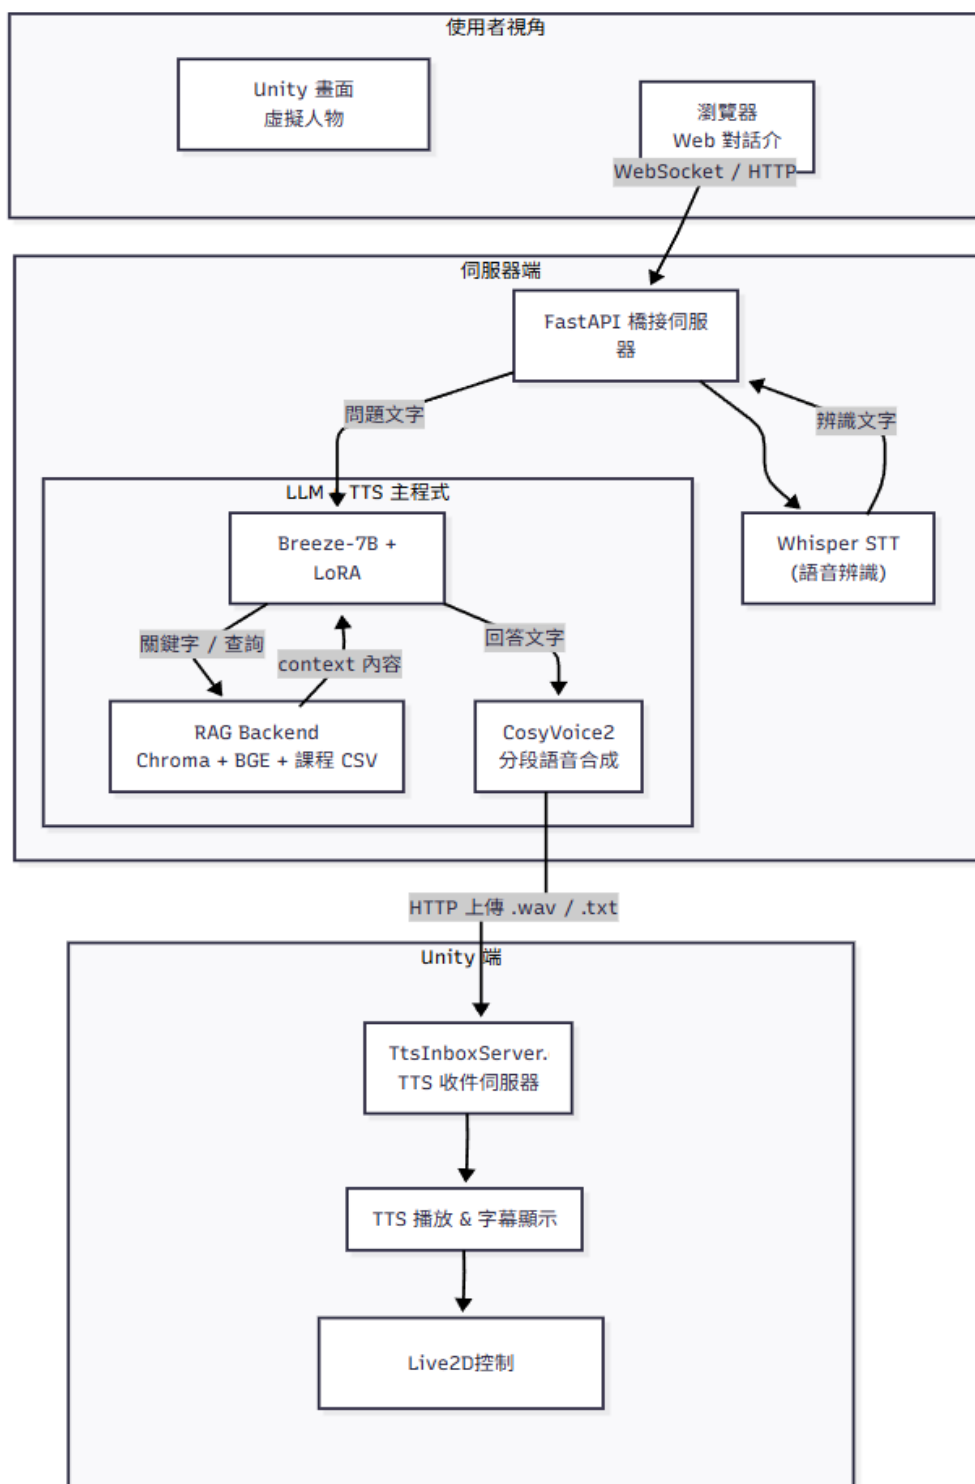 使用者視角
Unity 畫面
虛擬人物
瀏覽器
Web 對話介
WebSocket / HTTP
伺服器端
FastAPI 橋接伺服
器
問題文字
辨識文字
LLM TTS 主程式
Breeze-7B +
LoRA
Whisper STT
(語音辨識)
關鍵字 / 查詢
context 內容
回答文字
RAG Backend
Chroma + BGE + 課程 CSV
CosyVoice2
分段語音合成
HTTP 上傳 .wav / .txt
Unity 端
TtsInboxServer.
TTS 收件伺服器
TTS 播放 & 字幕顯示
Live2D控制